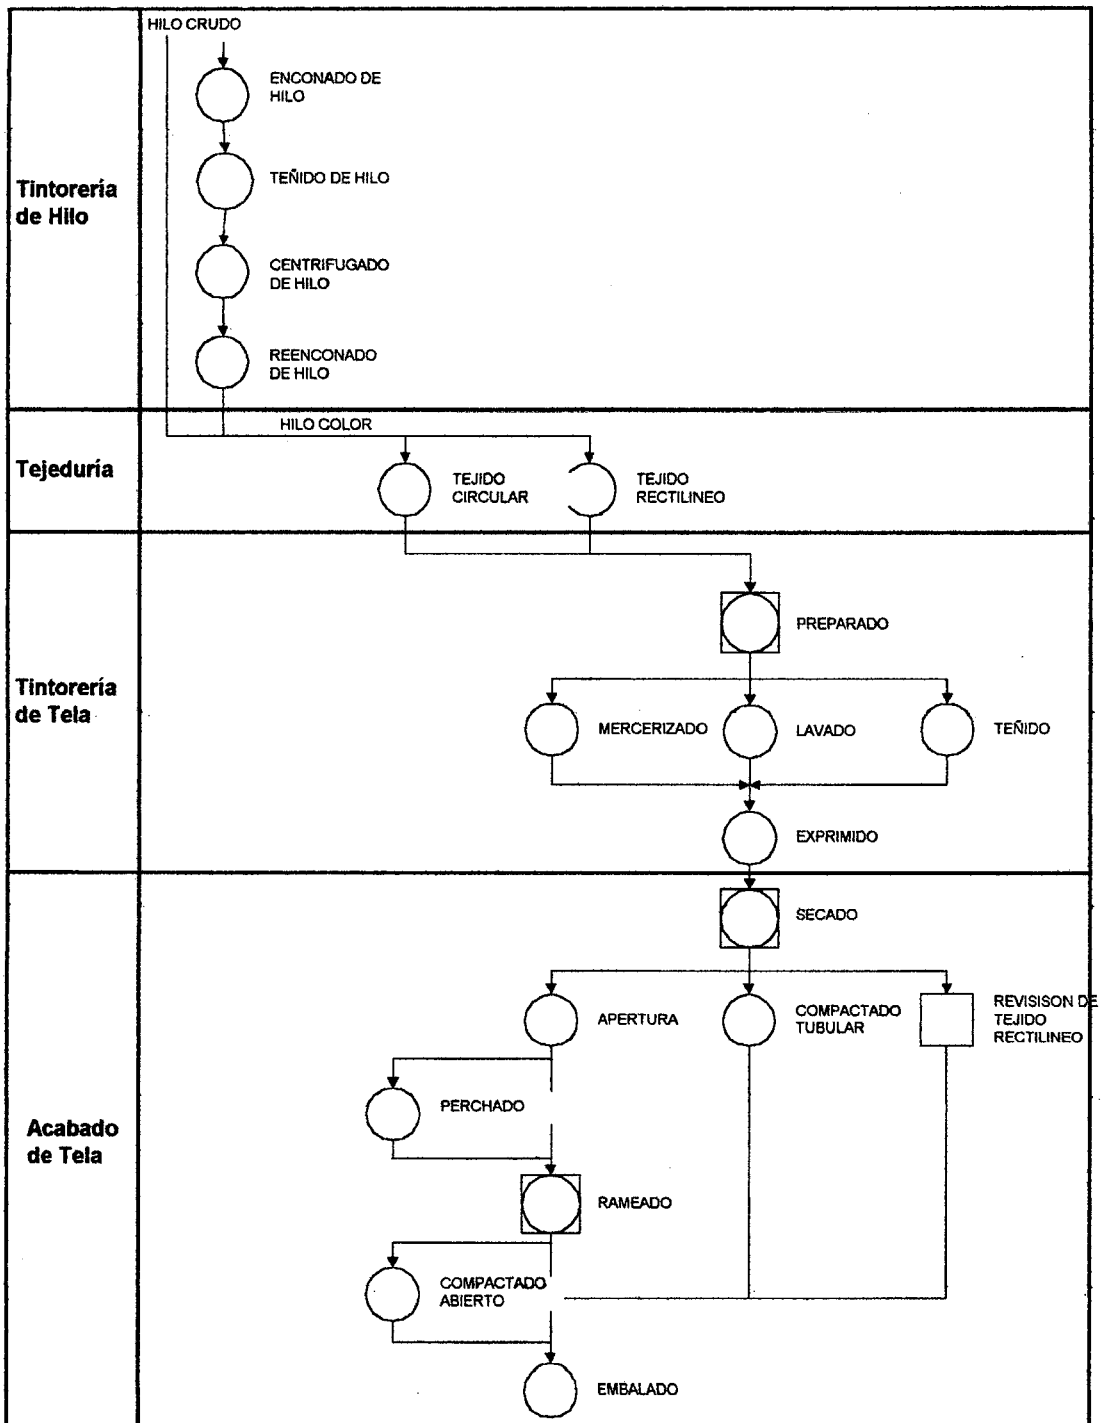 HILO CRUDO
ENCONADO DE
HILO
TEÑIDO DE HILO
Tintorería
de Hilo
CENTRIFUGADO
DE HILO
REENCONADO
DE HILO
HILO COLOR
Tejeduría
TEJIDO
CIRCULAR
TEJIDO
RECTILINEO
PREPARADO
Tintorería
de Tela
MERCERIZADO
LAVADO
TEÑIDO
EXPRIMIDO
SECADO
APERTURA
COMPACTADO
TUBULAR
REVISISON DE
TEJIDO
RECTILINEO
PERCHADO
Acabado
de Tela
RAMEADO
COMPACTADO
ABIERTO
EMBALADO